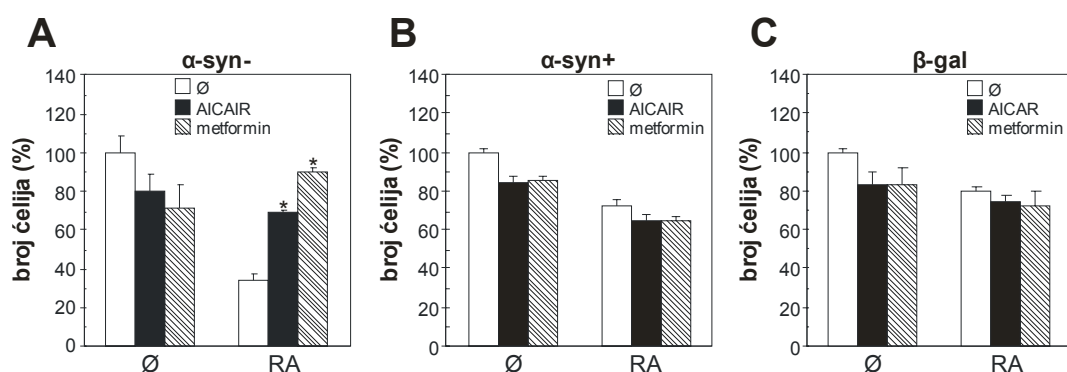 A
α-syn-
broj ćelija (%)
140
120
100
80
60
40
20
0
Ø
AICAIR
metformin
*
*
Ø
RA
B
α-syn+
broj ćelija (%)
140
120
100
80
60
40
20
0
Ø
AICAIR
metformin
Ø
RA
C
β-gal
broj ćelija (%)
140
120
100
80
60
40
20
0
Ø
AICAR
metformin
Ø
RA